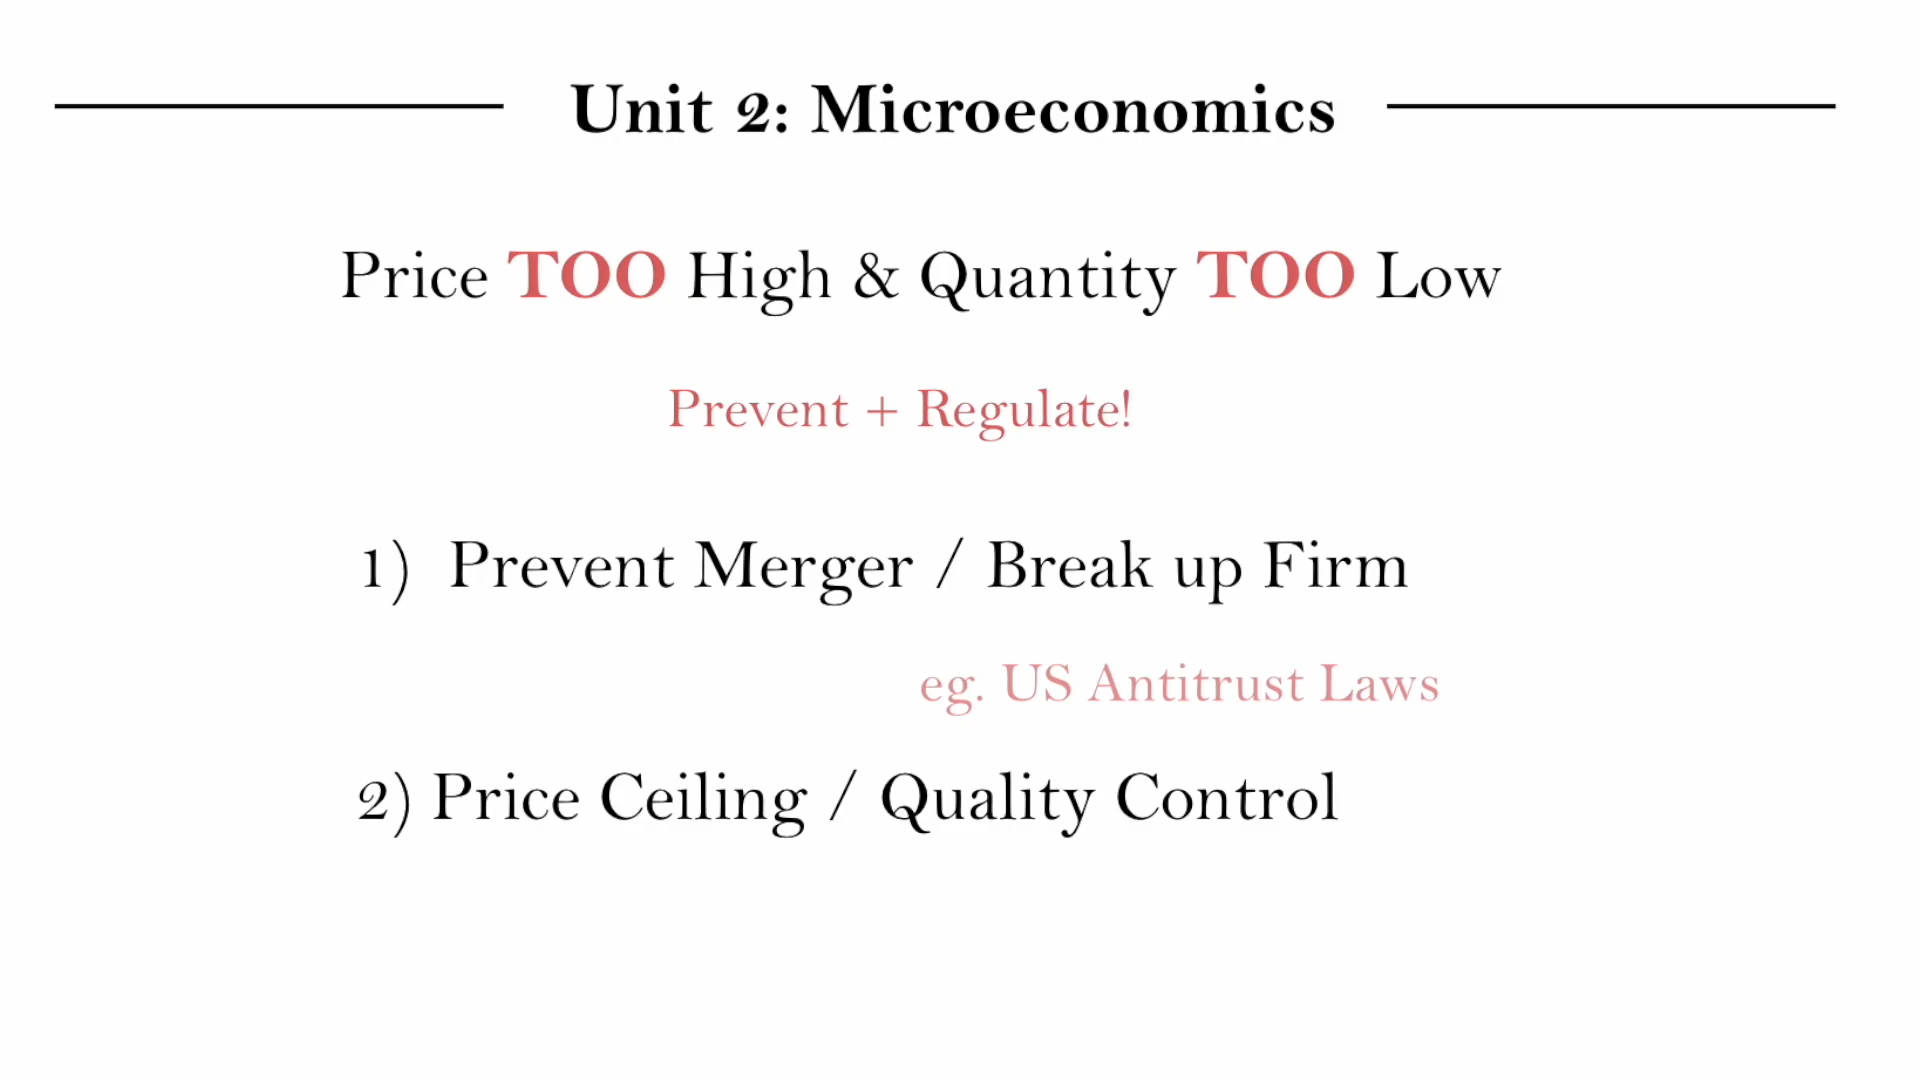 Unit 2: Microeconomics
Price TOO High & Quantity TOO Low
Prevent + Regulate!
1) Prevent Merger / Break up Firm
eg. US Antitrust Laws
2) Price Ceiling / Quality Control